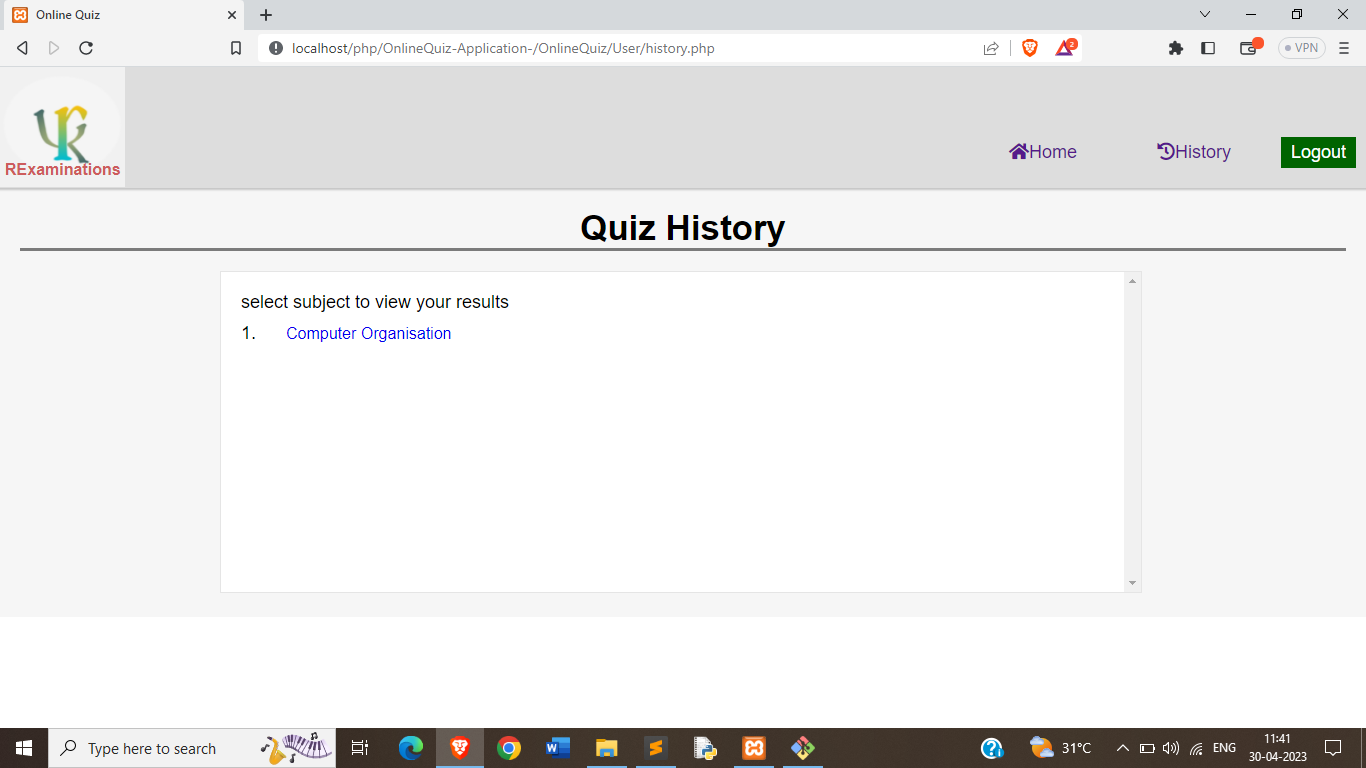 Online Quiz
localhost/php/OnlineQuiz-Application-/OnlineQuiz/User/history.php
2
VPN
RExaminations
Home
History
Logout
Quiz History
select subject to view your results
1. Computer Organisation
Type here to search
31°C
ENG
11:41
30-04-2023